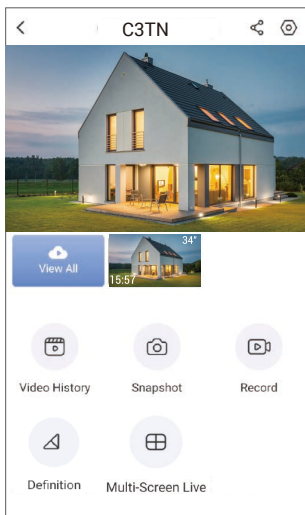 C3TN
View All
34"
15:57
Video History
Snapshot
Record
Definition
Multi-Screen Live